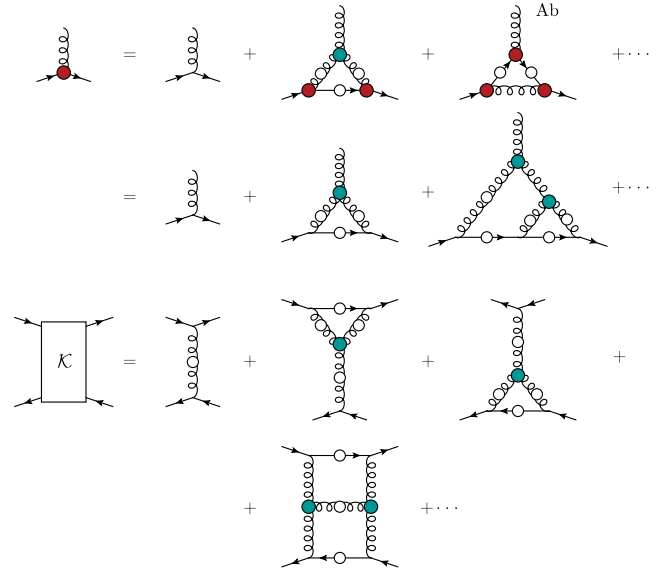 Ab
= + + +···
= + + +···
K = + + +
+ +···